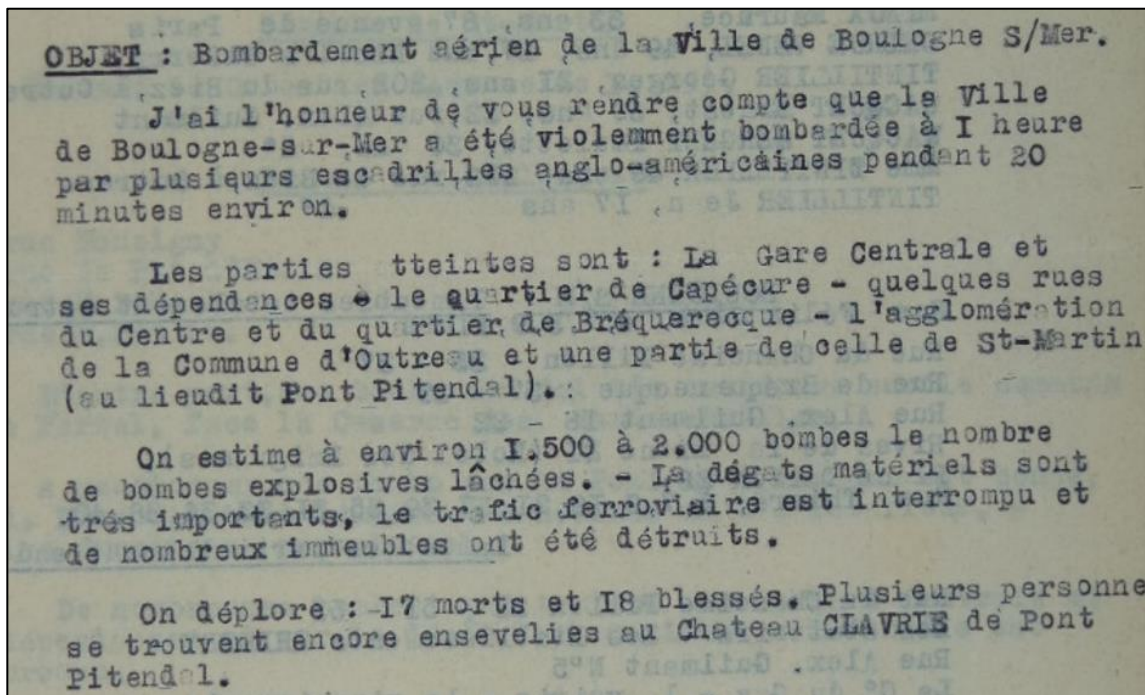 OBJET : Bombardement aérien de la Ville de Boulogne S/Mer.
J'ai l'honneur de vous rendre compte que la Ville
de Boulogne-sur-Mer a été violemment bombardée à I heure
par plusiqurs escadrilles anglo-américaines pendant 20
minutes environ.
Les parties tteintes sont : La Gare Centrale et
ses dépendances - le quartier de Capécure - quelques rues
du Centre et du quartier de Bréquerecque - l'agglomération
de la Commune d'Outreau et une partie de celle de St-Martin
(au lieudit Pont Pitendal).
On estime à environ I.500 à 2.000 bombes le nombre
de bombes explosives lâchées. - La dégats matériels sont
trés importants, le trafic ferroviaire est interrompu et
de nombreux immeubles ont été détruits.
On déplore : -I7 morts et I8 blessés. Plusieurs personne
se trouvent encore ensevelies au Chateau CLAVRIE de Pont
Pitendal.